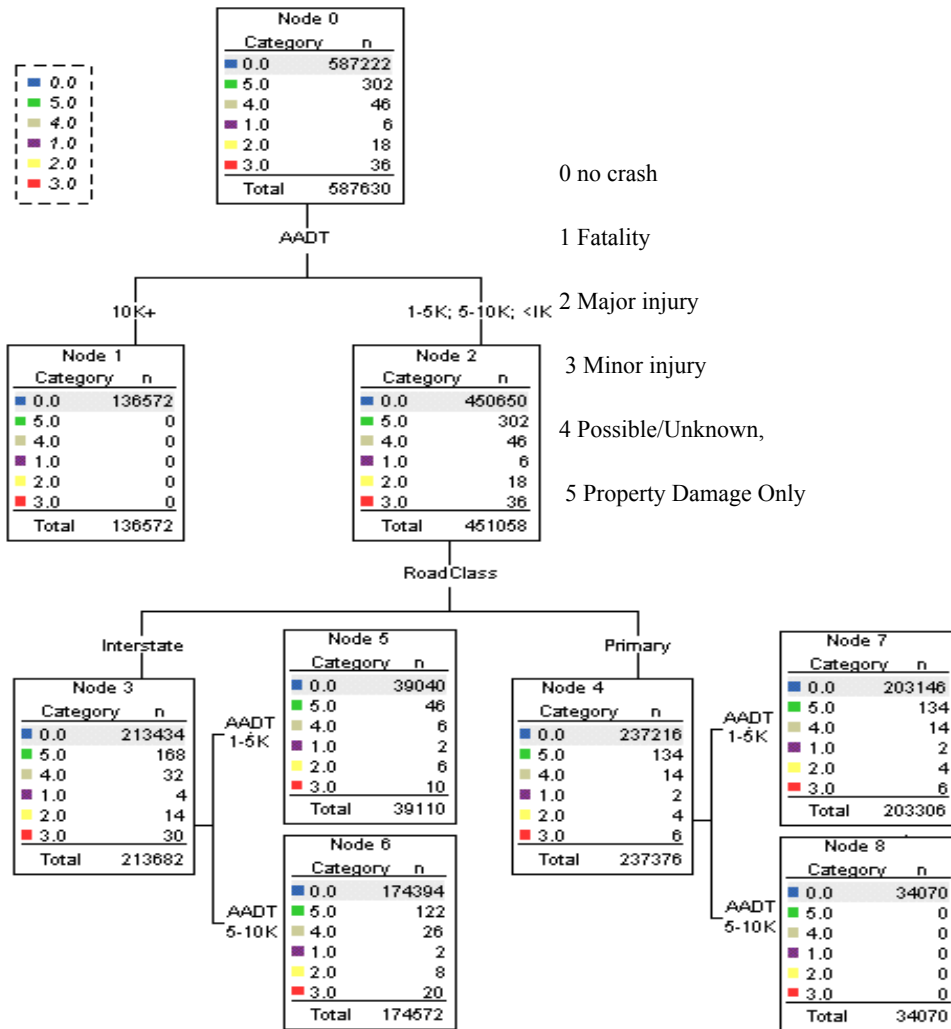 Node 0
Category n
0.0 587222
5.0 302
4.0 46
1.0 6
2.0 18
3.0 36
Total 587630
0.0
5.0
4.0
1.0
2.0
3.0
0 no crash
1 Fatality
2 Major injury
3 Minor injury
4 Possible/Unknown,
5 Property Damage Only
AADT
10K+
1-5K; 5-10K; <1K
Node 1
Category n
0.0 136572
5.0 0
4.0 0
1.0 0
2.0 0
3.0 0
Total 136572
Node 2
Category n
0.0 450650
5.0 302
4.0 46
1.0 6
2.0 18
3.0 36
Total 451058
RoadClass
Interstate
Primary
Node 3
Category n
0.0 213434
5.0 168
4.0 32
1.0 4
2.0 14
3.0 30
Total 213682
AADT
1-5K
Node 5
Category n
0.0 39040
5.0 46
4.0 6
1.0 2
2.0 6
3.0 10
Total 39110
AADT
5-10K
Node 6
Category n
0.0 174394
5.0 122
4.0 26
1.0 2
2.0 8
3.0 20
Total 174572
Node 4
Category n
0.0 237216
5.0 134
4.0 14
1.0 2
2.0 4
3.0 6
Total 237376
AADT
1-5K
Node 7
Category n
0.0 203146
5.0 134
4.0 14
1.0 2
2.0 4
3.0 6
Total 203306
AADT
5-10K
Node 8
Category n
0.0 34070
5.0 0
4.0 0
1.0 0
2.0 0
3.0 0
Total 34070